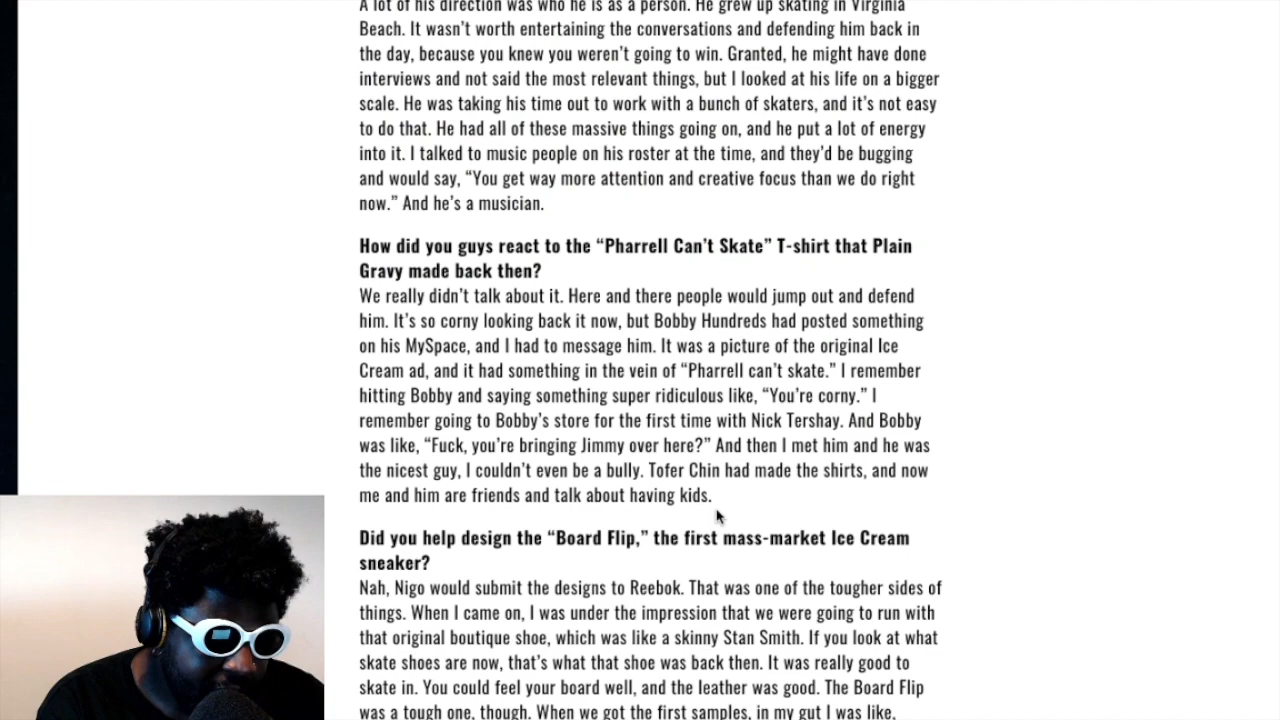 A lot of his direction was who he is as a person. He grew up skating in Virginia
Beach. It wasn’t worth entertaining the conversations and defending him back in
the day, because you knew you weren’t going to win. Granted, he might have done
interviews and not said the most relevant things, but I looked at his life on a bigger
scale. He was taking his time out to work with a bunch of skaters, and it’s not easy
to do that. He had all of these massive things going on, and he put a lot of energy
into it. I talked to music people on his roster at the time, and they’d be bugging
and would say, “You get way more attention and creative focus than we do right
now.” And he’s a musician.
How did you guys react to the “Pharrell Can’t Skate” T-shirt that Plain
Gravy made back then?
We really didn’t talk about it. Here and there people would jump out and defend
him. It’s so corny looking back it now, but Bobby Hundreds had posted something
on his MySpace, and I had to message him. It was a picture of the original Ice
Cream ad, and it had something in the vein of “Pharrell can’t skate.” I remember
hitting Bobby and saying something super ridiculous like, “You’re corny.” I
remember going to Bobby’s store for the first time with Nick Tershay. And Bobby
was like, “Fuck, you’re bringing Jimmy over here?” And then I met him and he was
the nicest guy, I couldn’t even be a bully. Tofer Chin had made the shirts, and now
me and him are friends and talk about having kids.
Did you help design the “Board Flip,” the first mass-market Ice Cream
sneaker?
Nah, Nigo would submit the designs to Reebok. That was one of the tougher sides of
things. When I came on, I was under the impression that we were going to run with
that original boutique shoe, which was like a skinny Stan Smith. If you look at what
skate shoes are now, that’s what that shoe was back then. It was really good to
skate in. You could feel your board well, and the leather was good. The Board Flip
was a tough one, though. When we got the first samples, in my gut I was like,